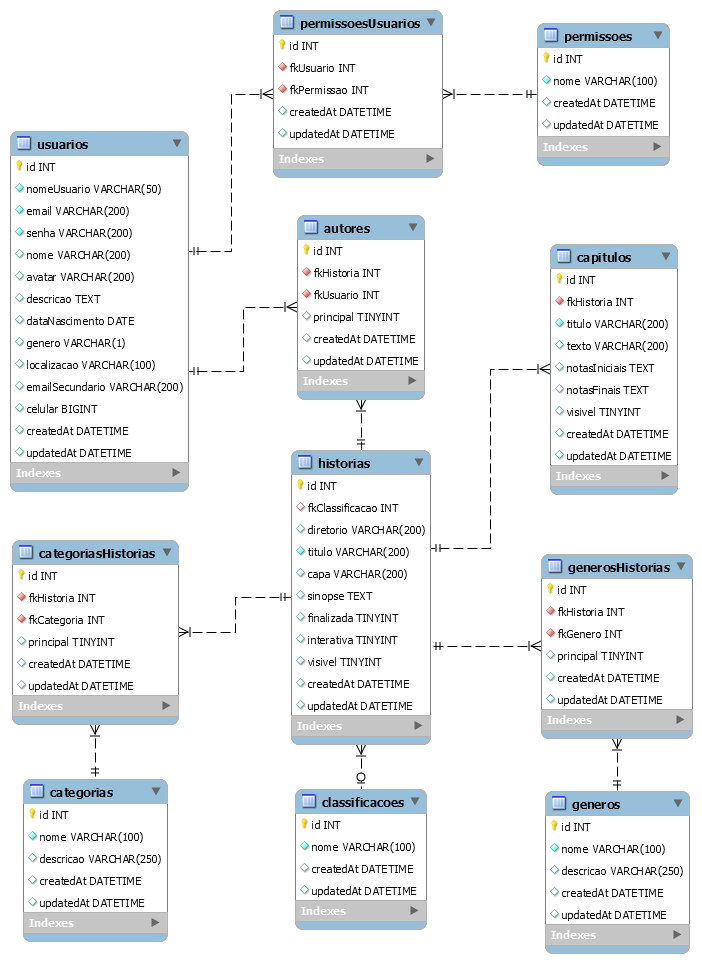 permissoesUsuarios
id INT
fkUsuario INT
fkPermissao INT
createdAt DATETIME
updatedAt DATETIME
Indexes
permissoes
id INT
nome VARCHAR(100)
createdAt DATETIME
updatedAt DATETIME
Indexes
usuarios
id INT
nomeUsuario VARCHAR(50)
email VARCHAR(200)
senha VARCHAR(200)
nome VARCHAR(200)
avatar VARCHAR(200)
descricao TEXT
dataNascimento DATE
genero VARCHAR(1)
localizacao VARCHAR(100)
emailSecundario VARCHAR(200)
celular BIGINT
createdAt DATETIME
updatedAt DATETIME
Indexes
autores
id INT
fkHistoria INT
fkUsuario INT
principal TINYINT
createdAt DATETIME
updatedAt DATETIME
Indexes
capitulos
id INT
fkHistoria INT
titulo VARCHAR(200)
texto VARCHAR(200)
notasIniciais TEXT
notasFinais TEXT
visivel TINYINT
createdAt DATETIME
updatedAt DATETIME
Indexes
historias
id INT
fkClassificacao INT
diretorio VARCHAR(200)
titulo VARCHAR(200)
capa VARCHAR(200)
sinopse TEXT
finalizada TINYINT
interativa TINYINT
visivel TINYINT
createdAt DATETIME
updatedAt DATETIME
Indexes
categoriasHistorias
id INT
fkHistoria INT
fkCategoria INT
principal TINYINT
createdAt DATETIME
updatedAt DATETIME
Indexes
generosHistorias
id INT
fkHistoria INT
fkGenero INT
principal TINYINT
createdAt DATETIME
updatedAt DATETIME
Indexes
categorias
id INT
nome VARCHAR(100)
descricao VARCHAR(250)
createdAt DATETIME
updatedAt DATETIME
Indexes
classificacoes
id INT
nome VARCHAR(100)
createdAt DATETIME
updatedAt DATETIME
Indexes
generos
id INT
nome VARCHAR(100)
descricao VARCHAR(250)
createdAt DATETIME
updatedAt DATETIME
Indexes